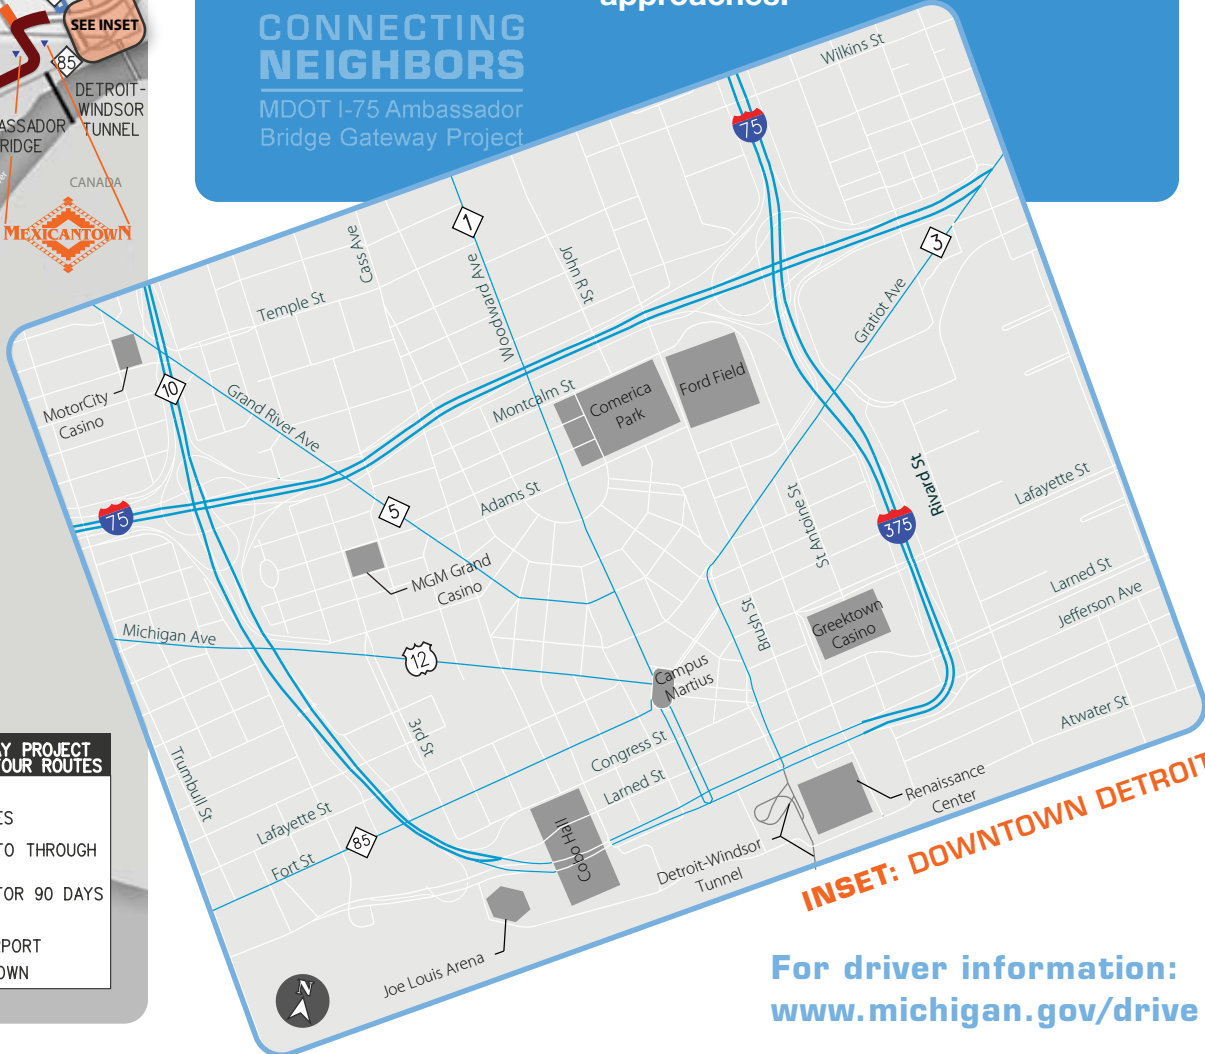 approaches.
CONNECTING
NEIGHBORS
MDOT I-75 Ambassador
Bridge Gateway Project
SEE INSET
85
DETROIT-
WINDSOR
TUNNEL
ASSADOR
RIDGE
CANADA
MEXICANTOWN
Wilkins St
75
1
3
Cass Ave
John R St
Woodward Ave
Temple St
Gratiot Ave
MotorCity
Casino
10
Grand River Ave
Montcalm St
Comerica
Park
Ford Field
Adams St
5
75
Rivard St
375
St Antoine St
Lafayette St
MGM Grand
Casino
Larned St
Jefferson Ave
Brush St
Greektown
Casino
Michigan Ave
12
Campus
Martius
3rd St
Atwater St
Trumbull St
Congress St
Larned St
Lafayette St
Fort St
85
Cobo Hall
Renaissance
Center
Detroit-Windsor
Tunnel
Joe Louis Arena
N
INSET: DOWNTOWN DETROIT
AY PROJECT
TOUR ROUTES
ES
TO THROUGH
FOR 90 DAYS
RPORT
OWN
For driver information:
www.michigan.gov/drive